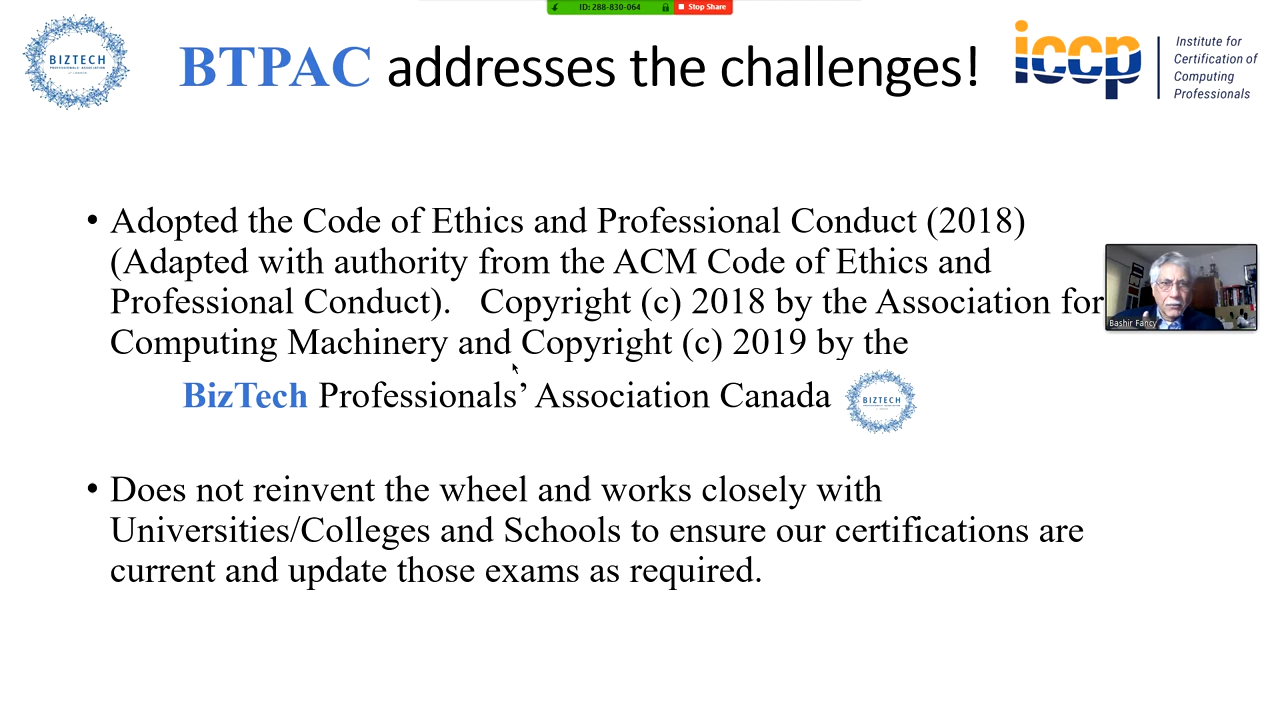 ID: 288-830-064
Stop Share
BIZTECH
BTPAC addresses the challenges!
iccp
Institute for
Certification of
Computing
Professionals
• Adopted the Code of Ethics and Professional Conduct (2018)
(Adapted with authority from the ACM Code of Ethics and
Professional Conduct). Copyright (c) 2018 by the Association for
Computing Machinery and Copyright (c) 2019 by the
BizTech Professionals’ Association Canada
BIZTECH
Bashir Fancy
• Does not reinvent the wheel and works closely with
Universities/Colleges and Schools to ensure our certifications are
current and update those exams as required.